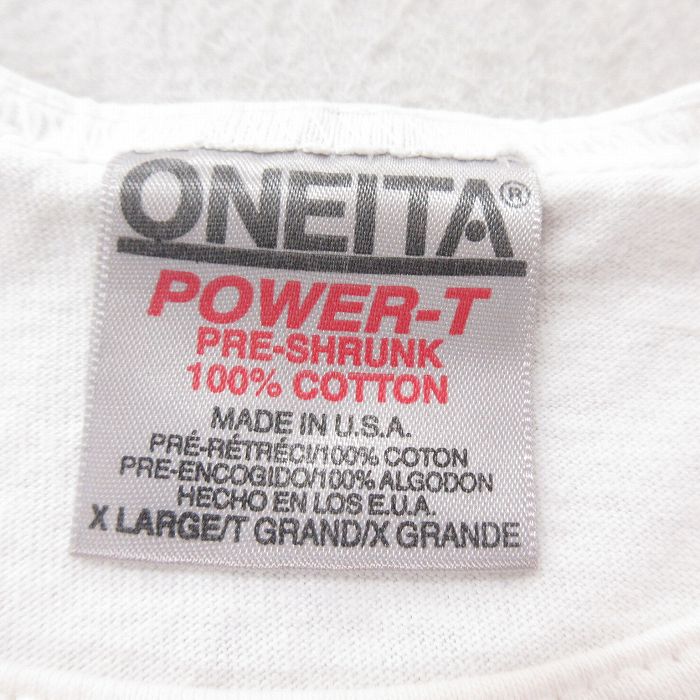 ONEITA®
POWER-T
PRE-SHRUNK
100% COTTON
MADE IN U.S.A.
PRÉ-RÉTRÉCI/100% COTON
PRE-ENCOGIDO/100% ALGODON
HECHO EN LOS E.U.A.
X LARGE/T GRAND/X GRANDE